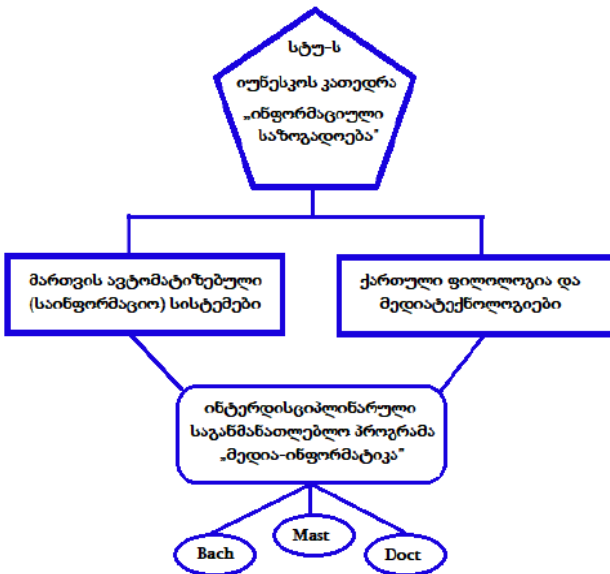 სტუ-ს
იუნესკოს კათედრა
„ინფორმაციული
საზოგადოება"
მართვის ავტომატიზებული
(საინფორმაციო) სისტემები
ქართული ფილოლოგია და
მედიატექნოლოგიები
ინტერდისციპლინარული
საგანმანათლებლო პროგრამა
„მედია-ინფორმატიკა"
Bach
Mast
Doct